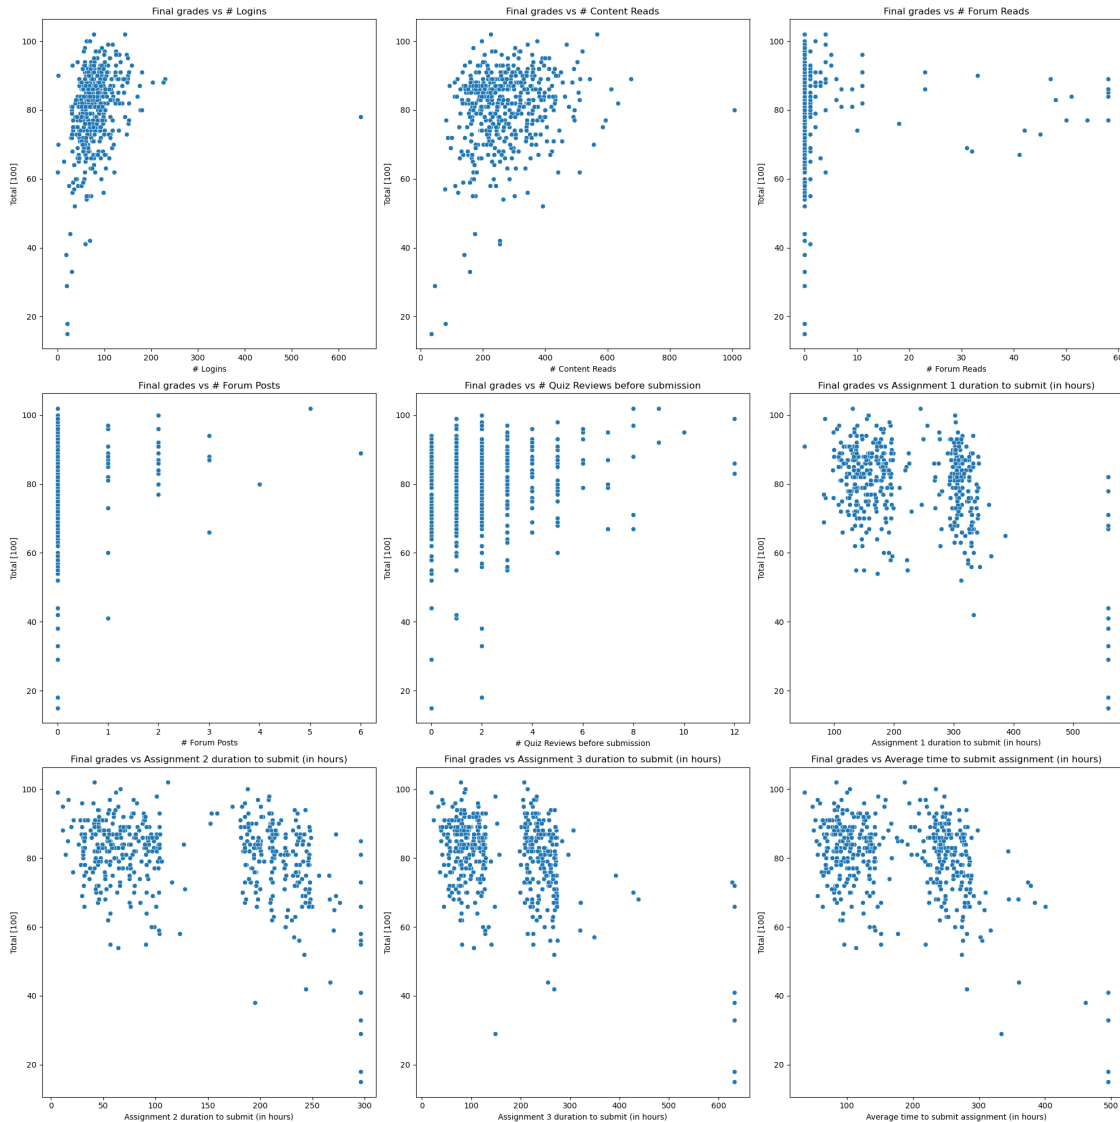 Final grades vs # Logins
Final grades vs # Content Reads
Final grades vs # Forum Reads
Total [100]
100
80
60
40
20
0 100 200 300 400 500 600
# Logins
Total [100]
100
80
60
40
20
0 200 400 600 800 1000
# Content Reads
Total [100]
100
80
60
40
20
0 10 20 30 40 50 60
# Forum Reads
Final grades vs # Forum Posts
Final grades vs # Quiz Reviews before submission
Final grades vs Assignment 1 duration to submit (in hours)
Total [100]
100
80
60
40
20
0 1 2 3 4 5 6
# Forum Posts
Total [100]
100
80
60
40
20
0 2 4 6 8 10 12
# Quiz Reviews before submission
Total [100]
100
80
60
40
20
100 200 300 400 500
Assignment 1 duration to submit (in hours)
Final grades vs Assignment 2 duration to submit (in hours)
Final grades vs Assignment 3 duration to submit (in hours)
Final grades vs Average time to submit assignment (in hours)
Total [100]
100
80
60
40
20
0 50 100 150 200 250 300
Assignment 2 duration to submit (in hours)
Total [100]
100
80
60
40
20
0 100 200 300 400 500 600
Assignment 3 duration to submit (in hours)
Total [100]
100
80
60
40
20
100 200 300 400 500
Average time to submit assignment (in hours)